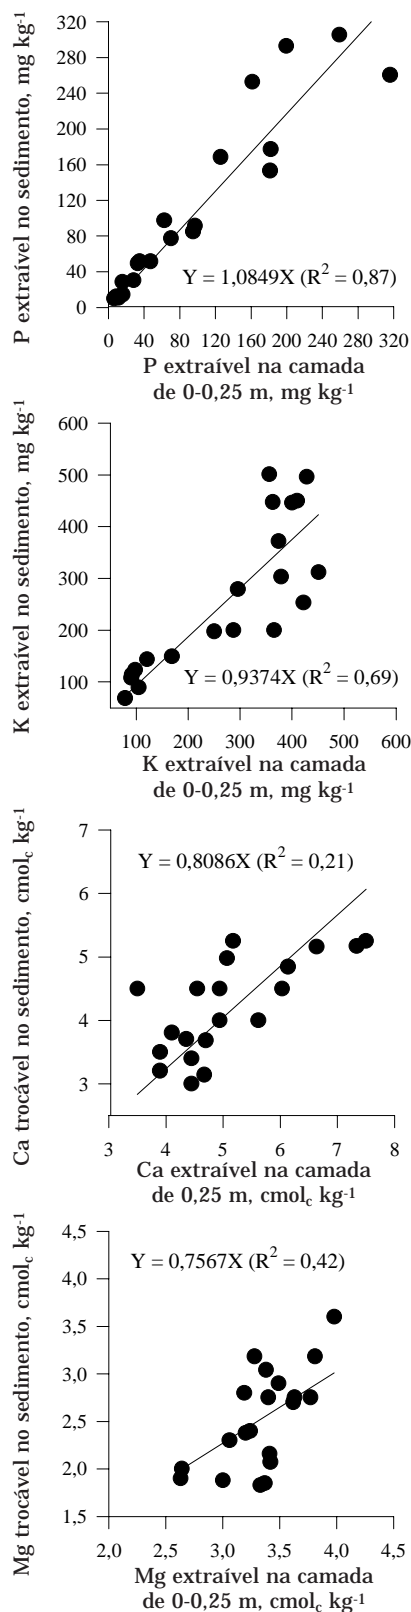 P extraível no sedimento, mg kg-1
320
280
240
200
160
120
80
40
0
Y = 1,0849X (R2 = 0,87)
0 40 80 120 160 200 240 280 320
P extraível na camada
de 0-0,25 m, mg kg-1
K extraível no sedimento, mg kg-1
600
500
400
300
200
100
Y = 0,9374X (R2 = 0,69)
100 200 300 400 500 600
K extraível na camada
de 0-0,25 m, mg kg-1
Ca trocável no sedimento, cmolc kg-1
7
6
5
4
3
Y = 0,8086X (R2 = 0,21)
3 4 5 6 7 8
Ca extraível na camada
de 0,25 m, cmolc kg-1
Mg trocável no sedimento, cmolc kg-1
4,5
4,0
3,5
3,0
2,5
2,0
1,5
Y = 0,7567X (R2 = 0,42)
2,0 2,5 3,0 3,5 4,0 4,5
Mg extraível na camada
de 0-0,25 m, cmolc kg-1